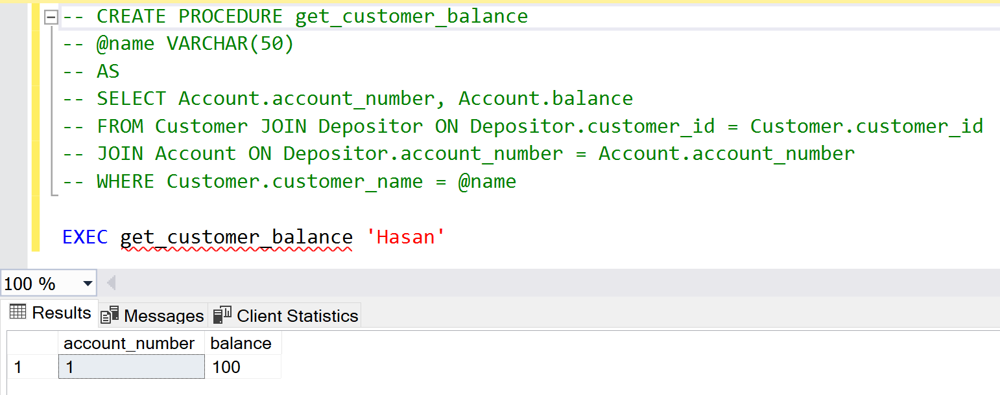 -- CREATE PROCEDURE get_customer_balance
-- @name VARCHAR(50)
-- AS
-- SELECT Account.account_number, Account.balance
-- FROM Customer JOIN Depositor ON Depositor.customer_id = Customer.customer_id
-- JOIN Account ON Depositor.account_number = Account.account_number
-- WHERE Customer.customer_name = @name
EXEC get_customer_balance 'Hasan'
100 %
Results Messages Client Statistics
account_number balance
1 1 100